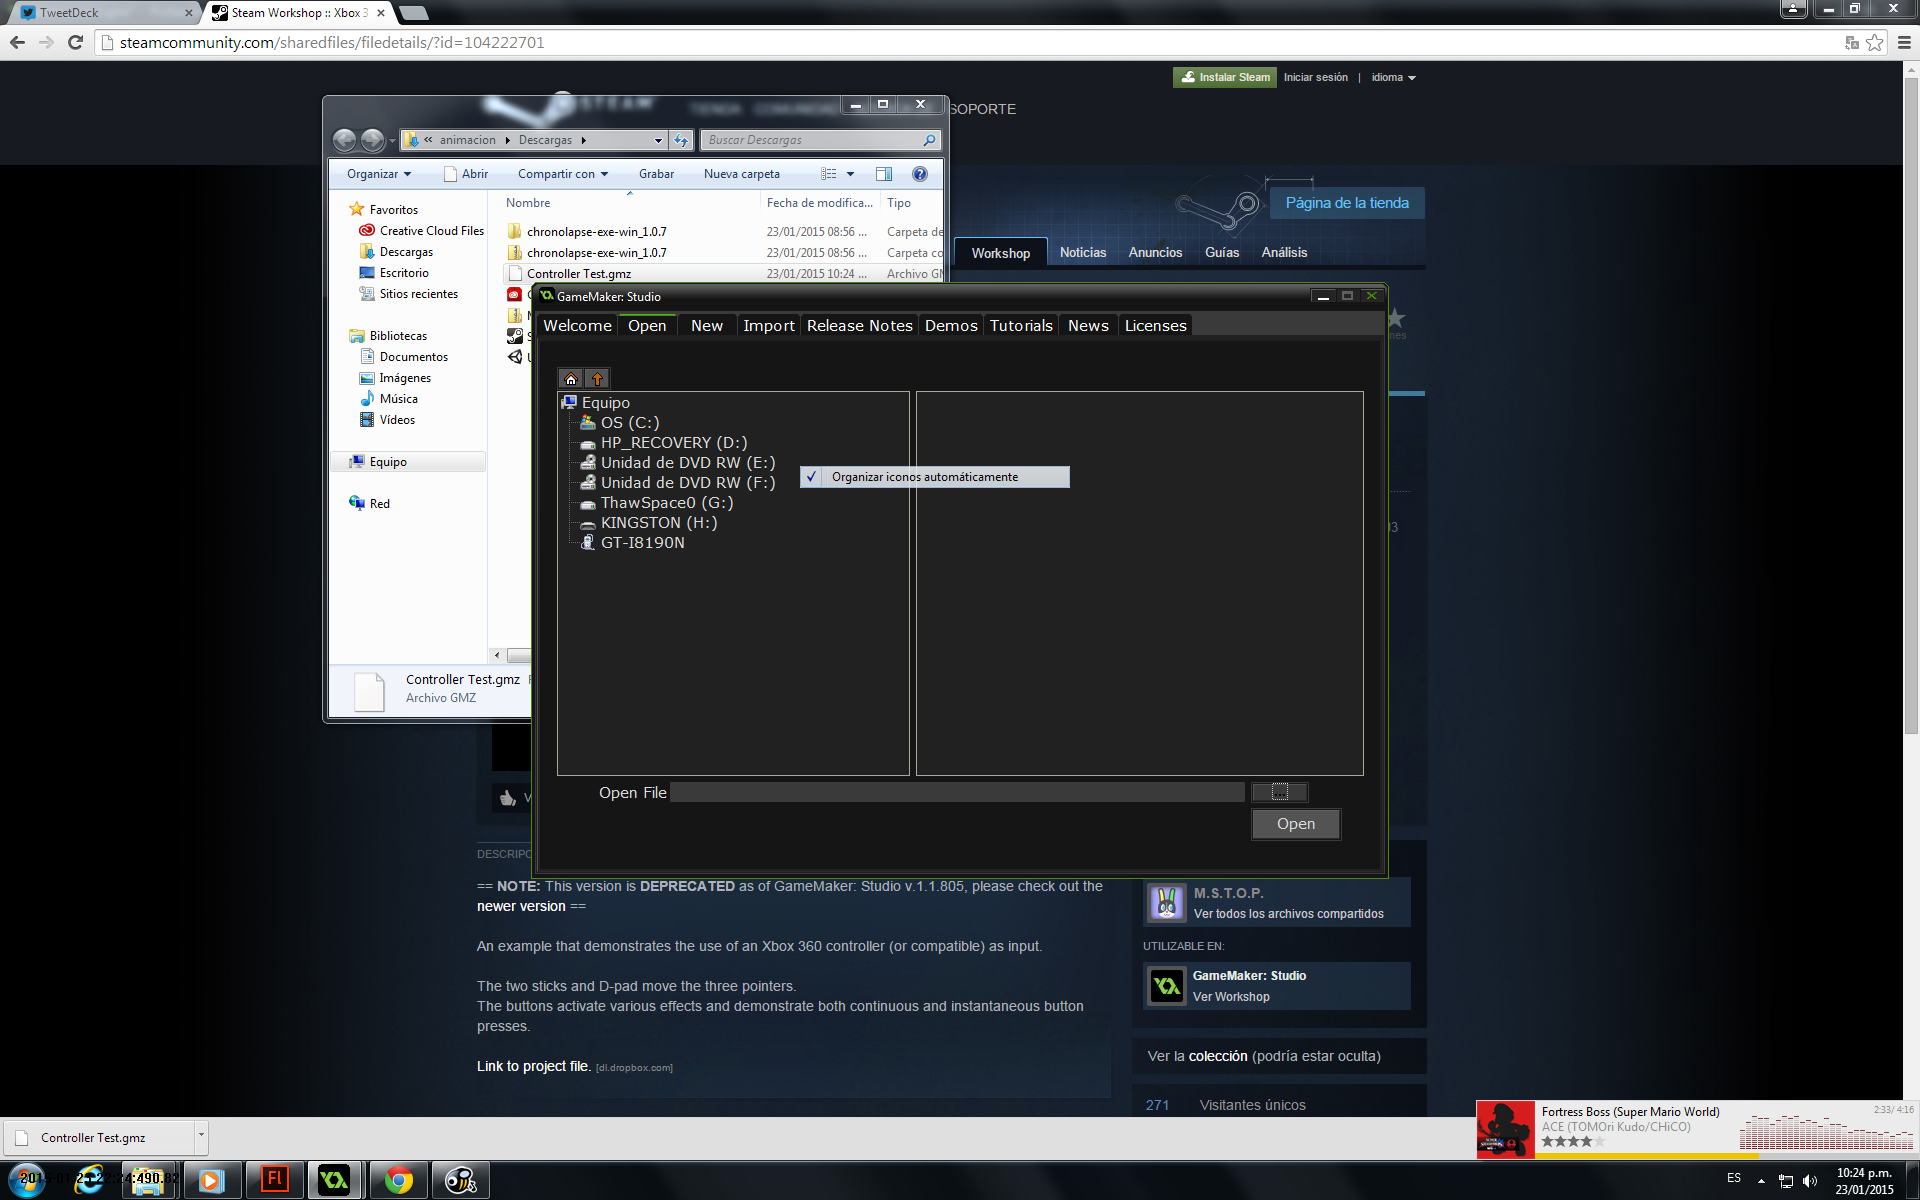 TweetDeck
Steam Workshop :: Xbox 3
steamcommunity.com/sharedfiles/filedetails/?id=104222701
Instalar Steam
Iniciar sesión | idioma
STEAM
TIENDA
SOPORTE
animacion
Descargas
Buscar Descargas
Organizar
Abrir
Compartir con
Grabar
Nueva carpeta
Nombre
Fecha de modifica...
Tipo
Favoritos
Creative Cloud Files
Descargas
Escritorio
Sitios recientes
Bibliotecas
Documentos
Imágenes
Música
Vídeos
Equipo
Red
chronolapse-exe-win_1.0.7 23/01/2015 08:56 ... Carpeta de
chronolapse-exe-win_1.0.7 23/01/2015 08:56 ... Carpeta co
Controller Test.gmz 23/01/2015 10:24 ... Archivo GM
Controller Test.gmz
Archivo GMZ
Página de la tienda
Workshop
Noticias
Anuncios
Guías
Análisis
GameMaker: Studio
Welcome
Open
New
Import
Release Notes
Demos
Tutorials
News
Licenses
Equipo
OS (C:)
HP_RECOVERY (D:)
Unidad de DVD RW (E:)
Unidad de DVD RW (F:)
ThawSpace0 (G:)
KINGSTON (H:)
GT-I8190N
✓ Organizar iconos automáticamente
Open File
...
Open
DESCRIPC
== NOTE: This version is DEPRECATED as of GameMaker: Studio v.1.1.805, please check out the
newer version ==
An example that demonstrates the use of an Xbox 360 controller (or compatible) as input.
The two sticks and D-pad move the three pointers.
The buttons activate various effects and demonstrate both continuous and instantaneous button
presses.
Link to project file. [dl.dropbox.com]
M.S.T.O.P.
Ver todos los archivos compartidos
UTILIZABLE EN:
GameMaker: Studio
Ver Workshop
Ver la colección (podría estar oculta)
271 Visitantes únicos
Fortress Boss (Super Mario World)
2:33/ 4:16
ACE (TOMOri Kudo/CHiCO)
Controller Test.gmz
Fl
ES
10:24 p.m.
23/01/2015